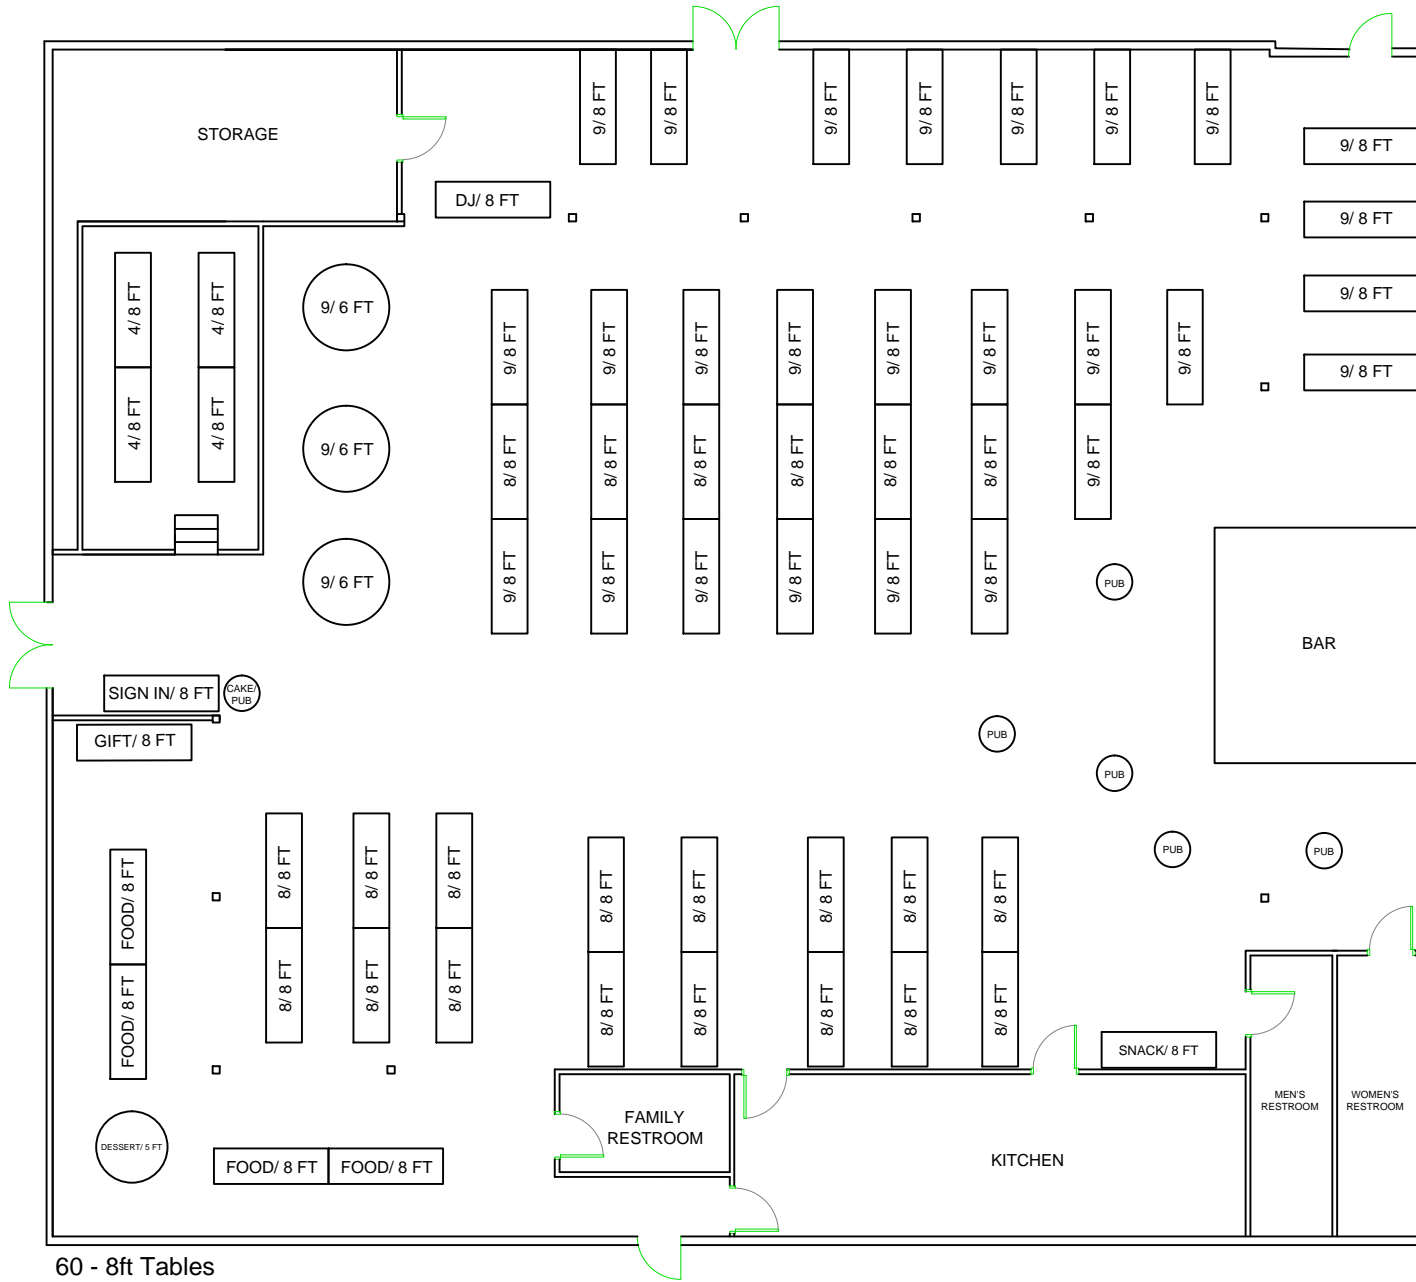 9/ 8 FT
9/ 8 FT
9/ 8 FT
9/ 8 FT
9/ 8 FT
9/ 8 FT
9/ 8 FT
STORAGE
9/ 8 FT
DJ/ 8 FT
9/ 8 FT
4/ 8 FT
4/ 8 FT
9/ 6 FT
9/ 8 FT
9/ 8 FT
9/ 8 FT
9/ 8 FT
9/ 8 FT
9/ 8 FT
9/ 8 FT
9/ 8 FT
9/ 8 FT
9/ 8 FT
4/ 8 FT
4/ 8 FT
9/ 6 FT
8/ 8 FT
8/ 8 FT
8/ 8 FT
8/ 8 FT
8/ 8 FT
8/ 8 FT
9/ 8 FT
9/ 6 FT
9/ 8 FT
9/ 8 FT
9/ 8 FT
9/ 8 FT
9/ 8 FT
9/ 8 FT
PUB
BAR
SIGN IN/ 8 FT
CAKE/
PUB
GIFT/ 8 FT
PUB
PUB
PUB
PUB
FOOD/ 8 FT
8/ 8 FT
8/ 8 FT
8/ 8 FT
8/ 8 FT
8/ 8 FT
8/ 8 FT
8/ 8 FT
8/ 8 FT
FOOD/ 8 FT
8/ 8 FT
8/ 8 FT
8/ 8 FT
8/ 8 FT
8/ 8 FT
8/ 8 FT
8/ 8 FT
8/ 8 FT
SNACK/ 8 FT
MEN'S
RESTROOM
WOMEN'S
RESTROOM
FAMILY
RESTROOM
DESSERT/ 5 FT
FOOD/ 8 FT
FOOD/ 8 FT
KITCHEN
60 - 8ft Tables